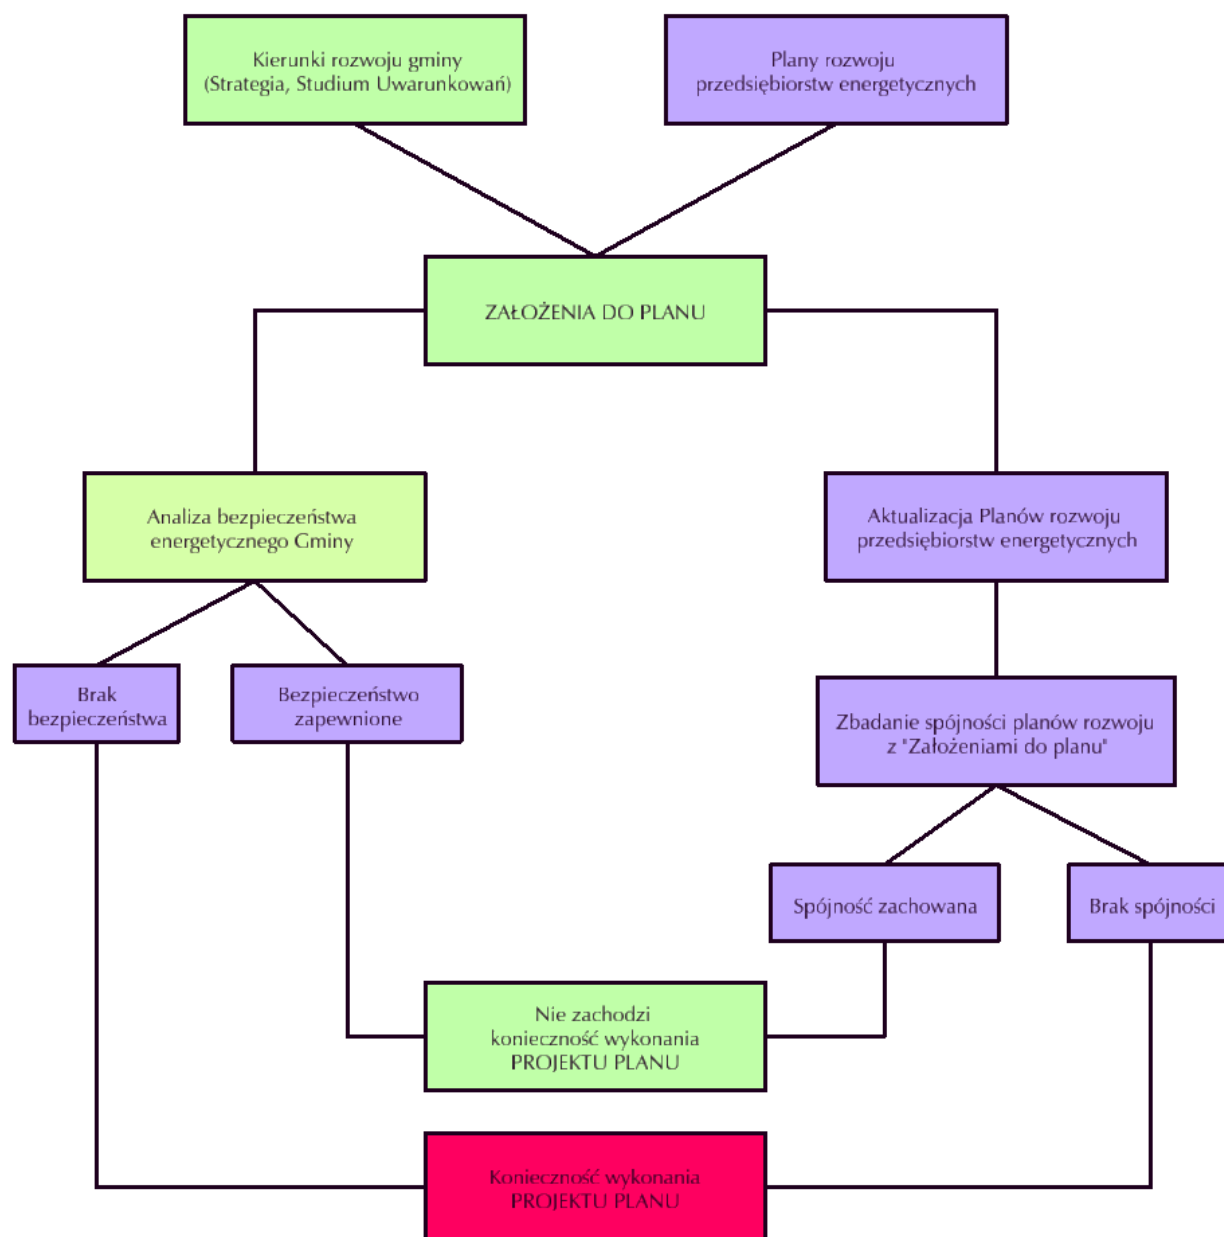 Kierunki rozwoju gminy
(Strategia, Studium Uwarunkowań)
Plany rozwoju
przedsiębiorstw energetycznych
ZAŁOŻENIA DO PLANU
Analiza bezpieczeństwa
energetycznego Gminy
Aktualizacja Planów rozwoju
przedsiębiorstw energetycznych
Brak
bezpieczeństwa
Bezpieczeństwo
zapewnione
Zbadanie spójności planów rozwoju
z "Założeniami do planu"
Spójność zachowana
Brak spójności
Nie zachodzi
konieczność wykonania
PROJEKTU PLANU
Konieczność wykonania
PROJEKTU PLANU